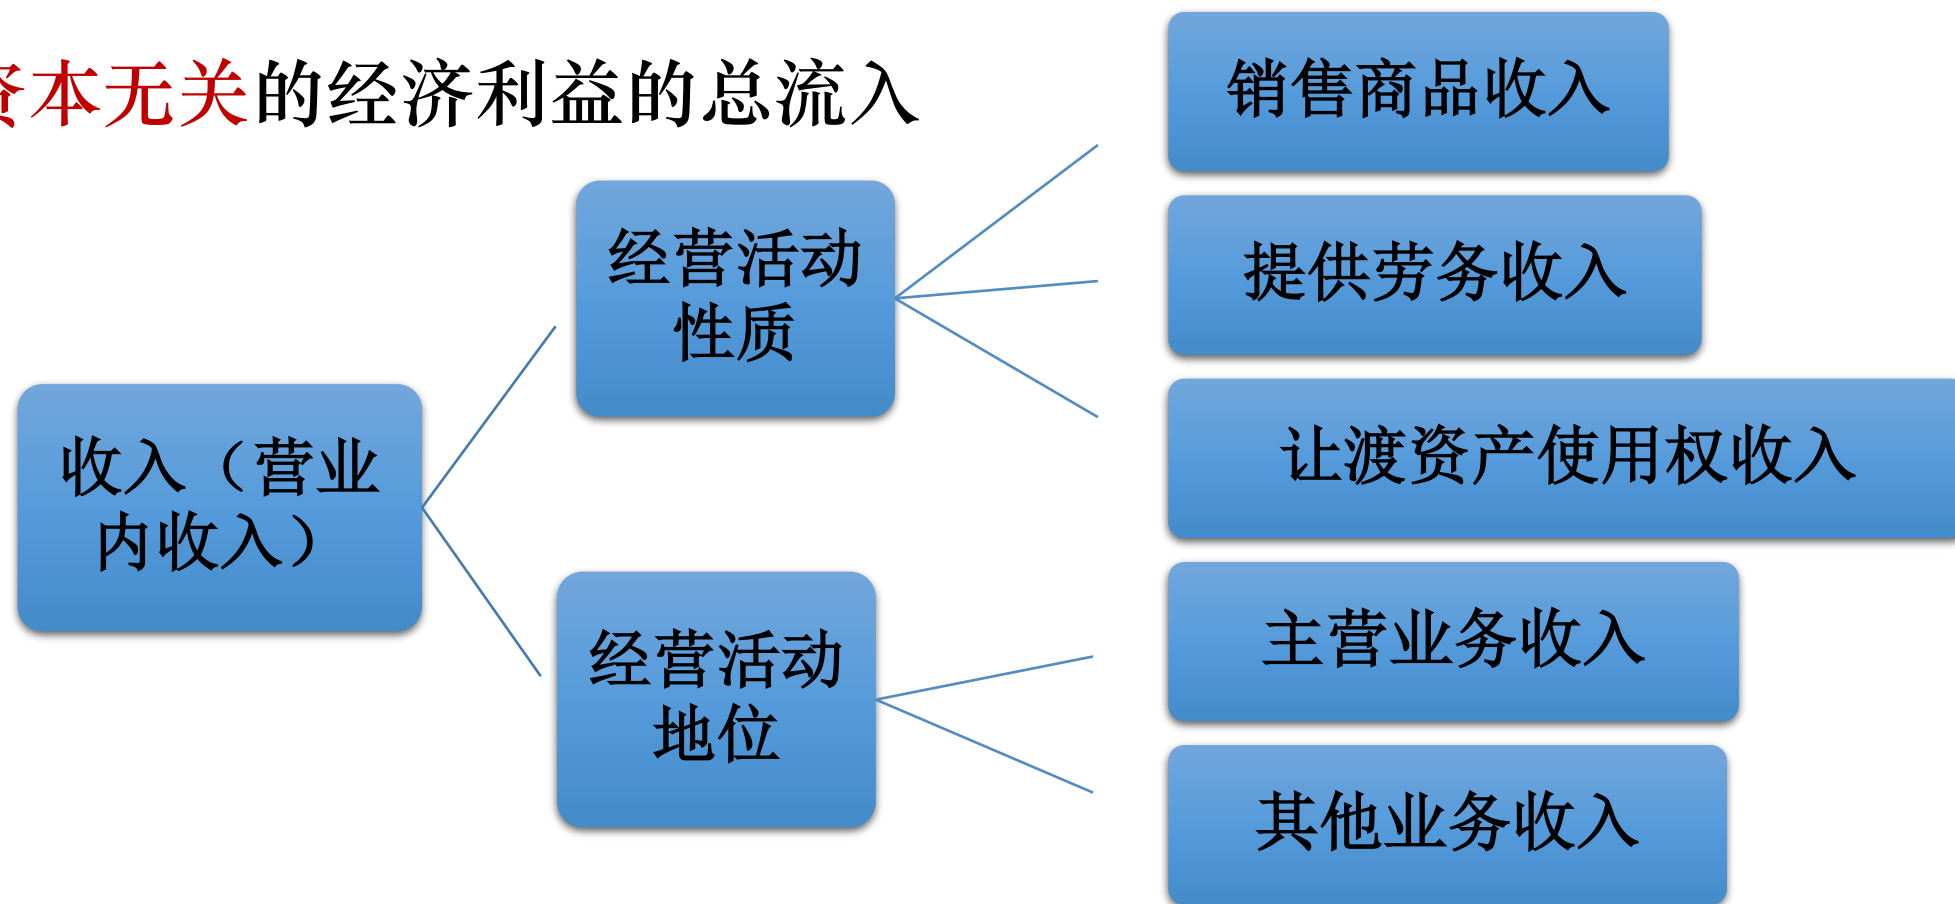 资本无关的经济利益的总流入
收入（营业
内收入）
经营活动
性质
销售商品收入
提供劳务收入
让渡资产使用权收入
经营活动
地位
主营业务收入
其他业务收入